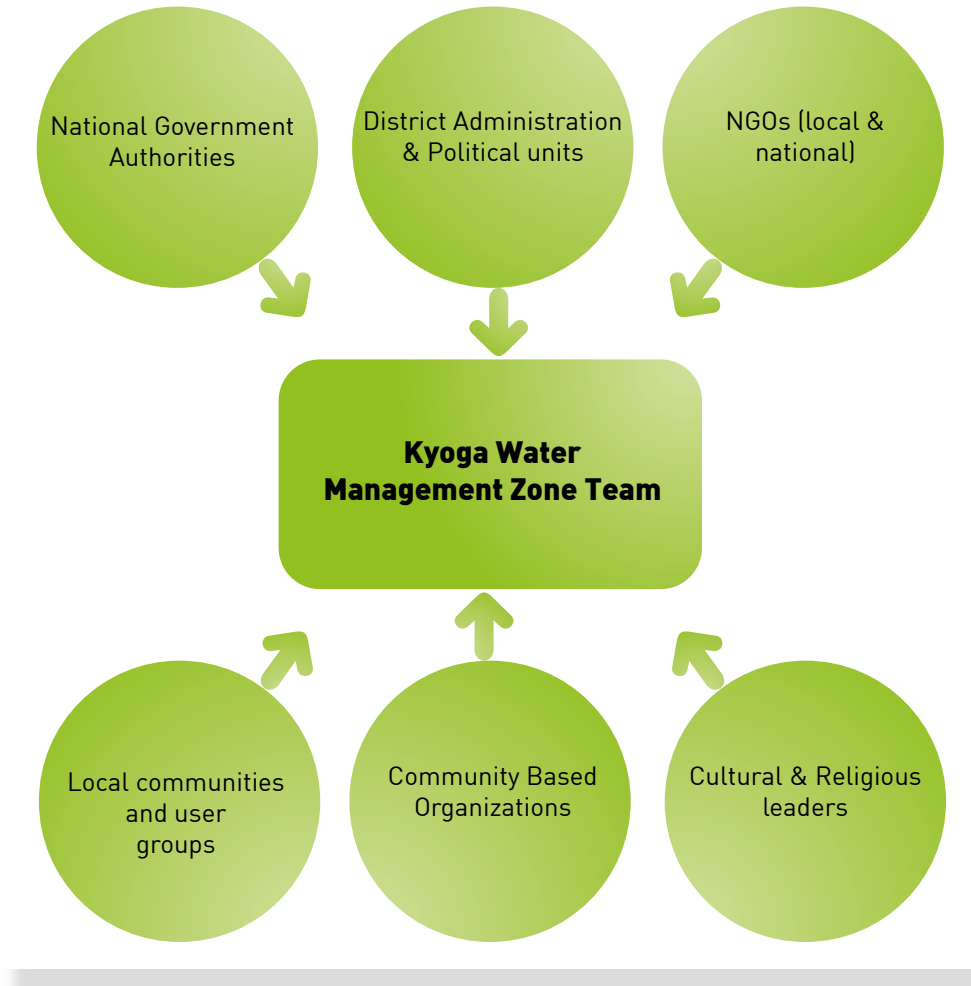 National Government
Authorities
District Administration
& Political units
NGOs (local &
national)
Kyoga Water
Management Zone Team
Local communities
and user
groups
Community Based
Organizations
Cultural & Religious
leaders